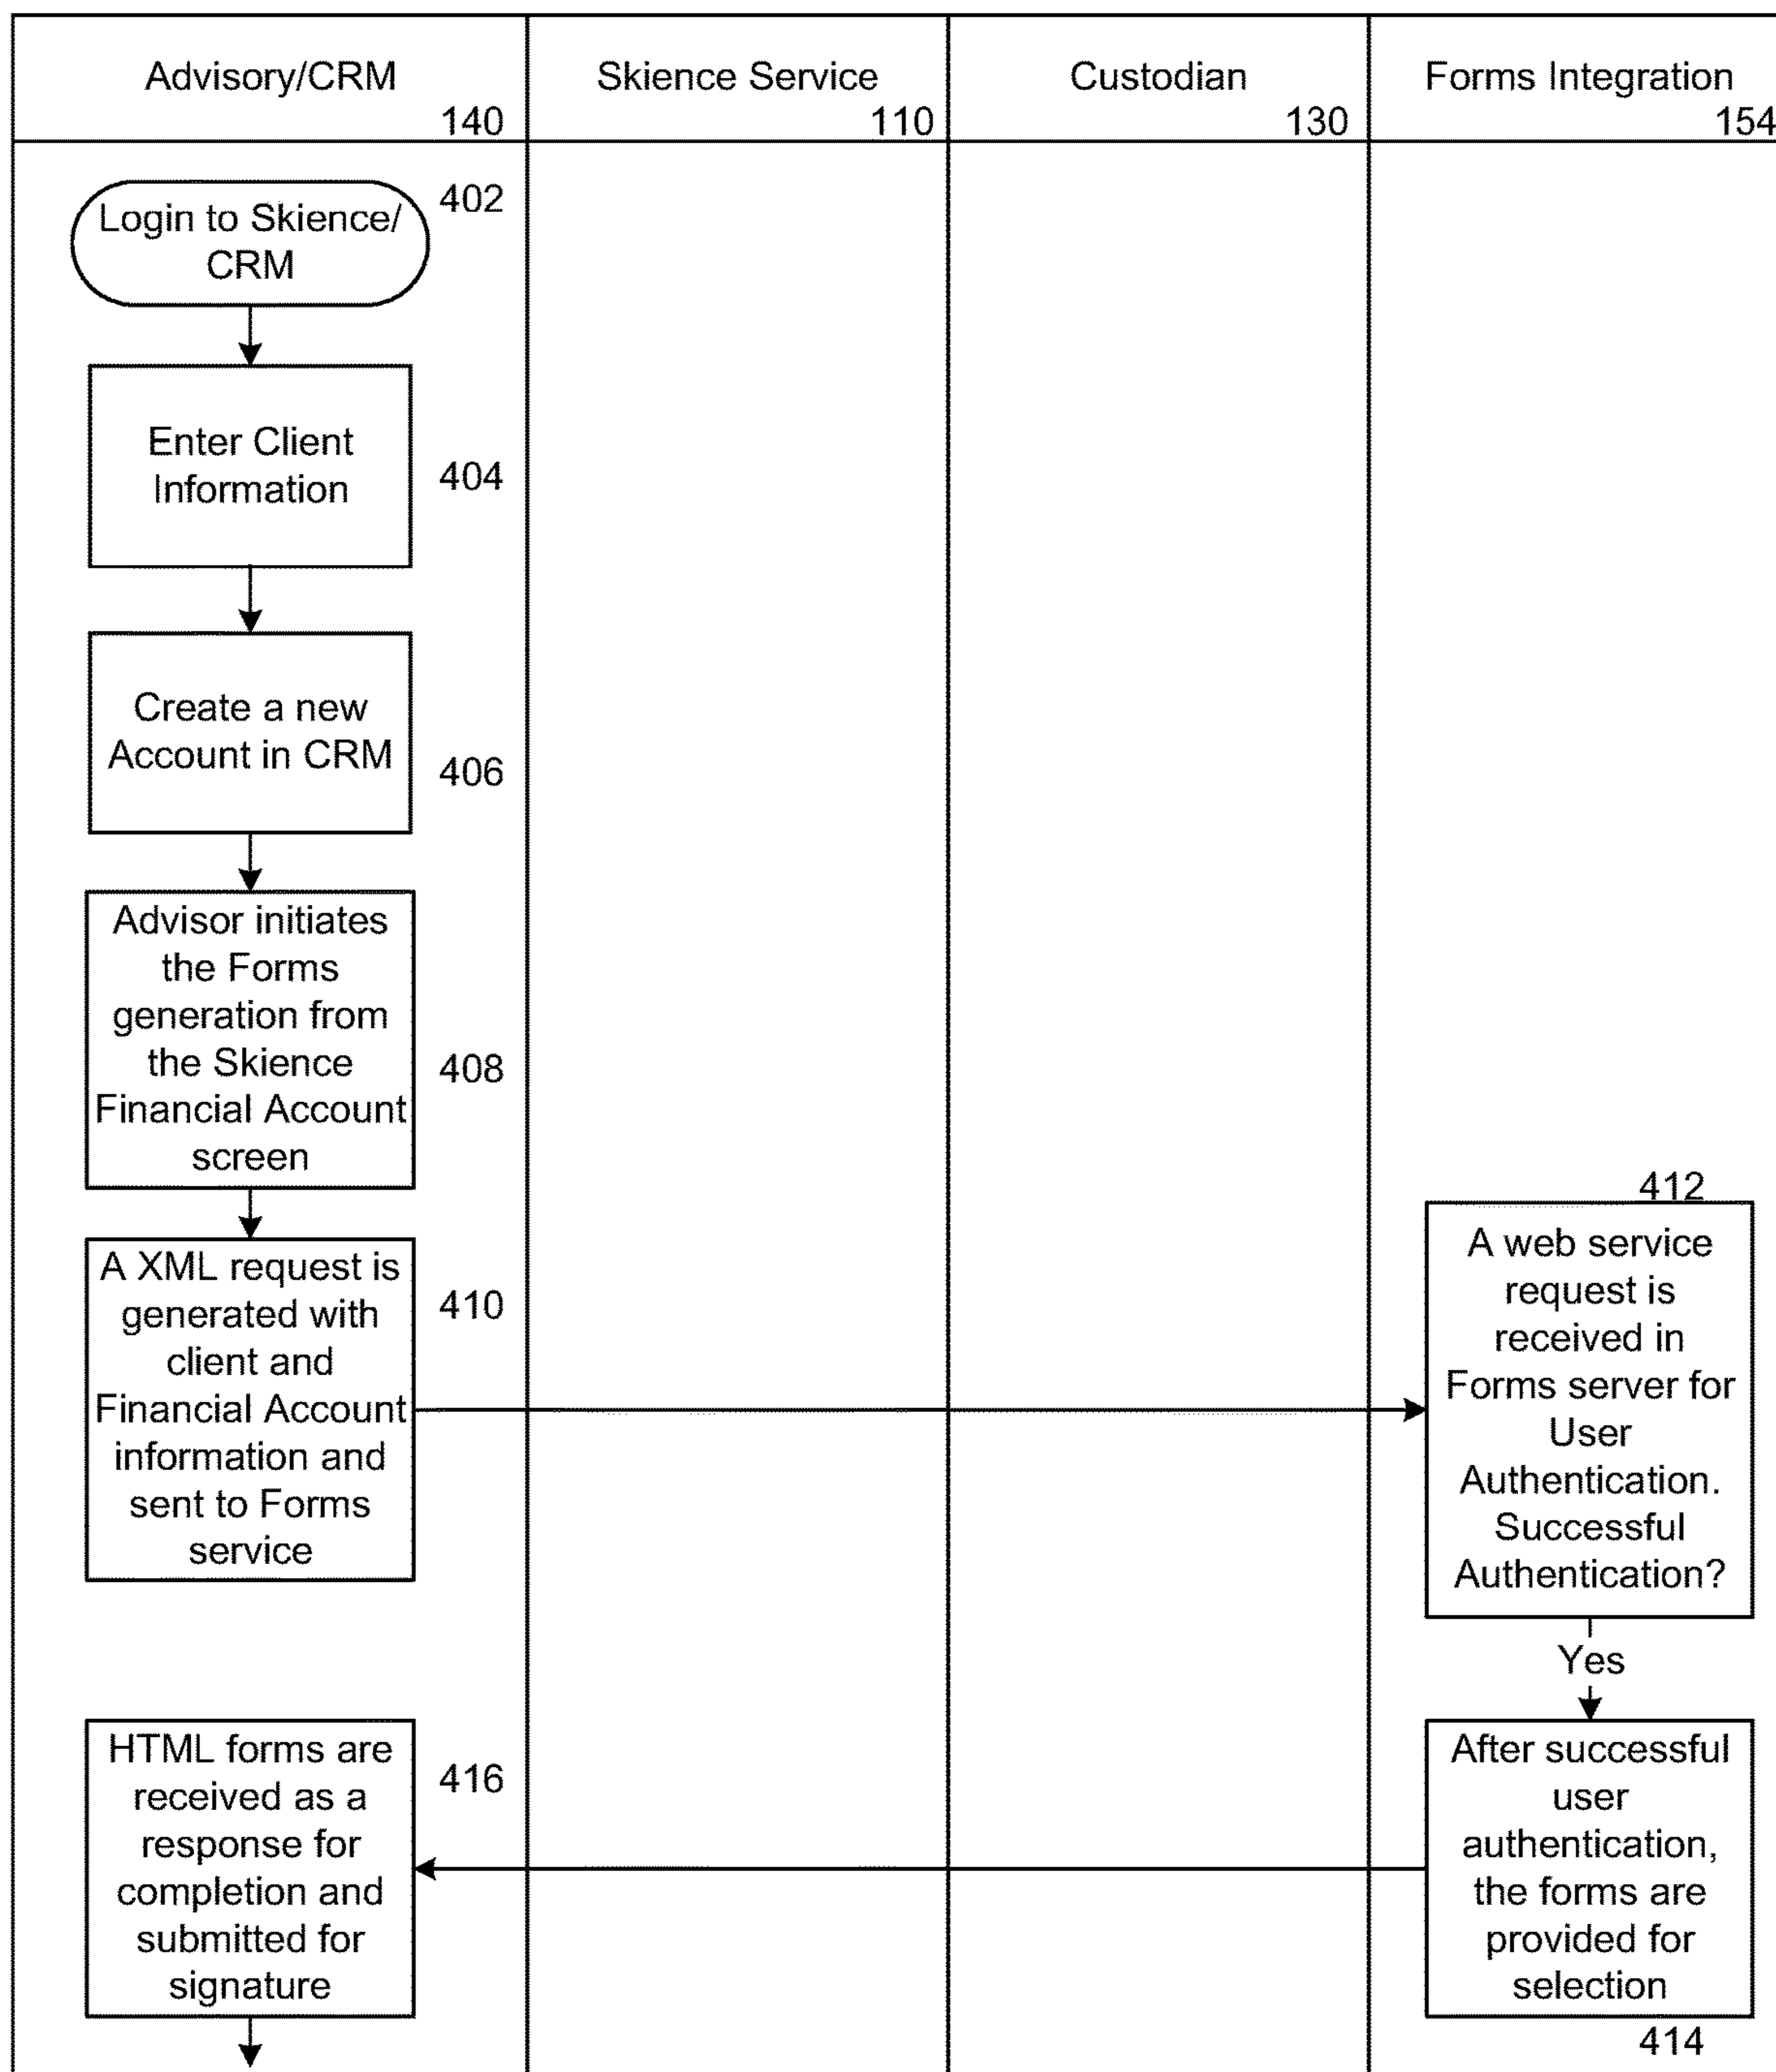 Advisory/CRM
140
Skience Service
110
Custodian
130
Forms Integration
154
402
Login to Skience/
CRM
Enter Client
Information
404
Create a new
Account in CRM
406
Advisor initiates
the Forms
generation from
the Skience
Financial Account
screen
408
A XML request is
generated with
client and
Financial Account
information and
sent to Forms
service
410
412
A web service
request is
received in
Forms server for
User
Authentication.
Successful
Authentication?
Yes
After successful
user
authentication,
the forms are
provided for
selection
414
HTML forms are
received as a
response for
completion and
submitted for
signature
416